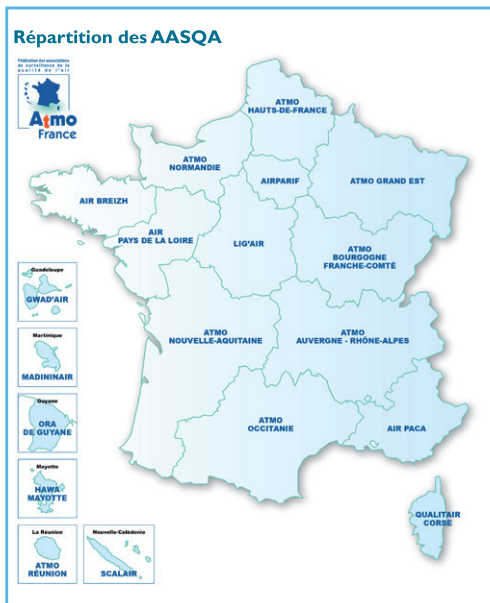 Répartition des AASQA
Fédération des associations
de surveillance de la
qualité de l'air
Atmo
France
ATMO
HAUTS-DE-FRANCE
ATMO
NORMANDIE
AIRPARIF
ATMO GRAND EST
AIR BREIZH
AIR
PAYS DE LA LOIRE
LIG'AIR
ATMO
BOURGOGNE
FRANCHE-COMTÉ
Guadeloupe
GWAD'AIR
Martinique
MADININAIR
ATMO
NOUVELLE-AQUITAINE
ATMO
AUVERGNE - RHÔNE-ALPES
Guyane
ORA
DE GUYANE
ATMO
OCCITANIE
AIR PACA
Mayotte
HAWA
MAYOTTE
QUALITAIR
CORSE
La Réunion
ATMO
RÉUNION
Nouvelle-Calédonie
SCALAIR